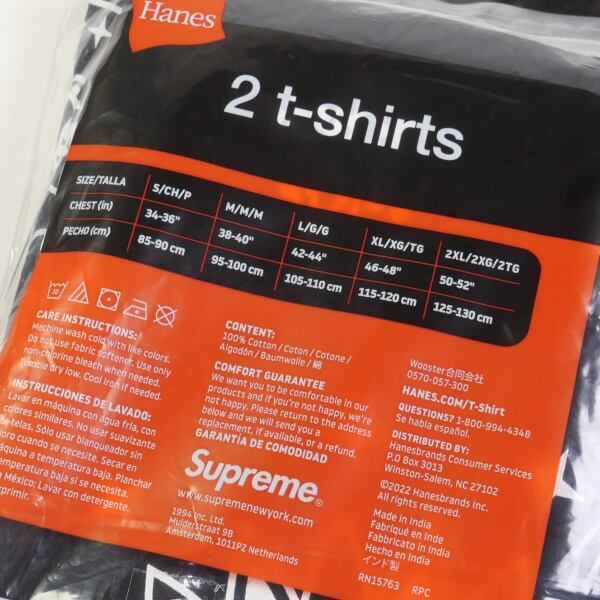 Hanes
2 t-shirts
SIZE/TALLA S/CH/P M/M/M L/G/G XL/XG/TG 2XL/2XG/2TG
CHEST (in) 34-36" 38-40" 42-44" 46-48" 50-52"
PECHO (cm) 85-90 cm 95-100 cm 105-110 cm 115-120 cm 125-130 cm
30
CARE INSTRUCTIONS:
Machine wash cold with like colors.
Do not use fabric softener. Use only
non-chlorine bleach when needed.
Tumble dry low. Cool iron if needed.
INSTRUCCIONES DE LAVADO:
Lavar en máquina con agua fría, con
colores similares. No usar suavizante
de telas. Sólo usar blanqueador sin
cloro cuando se necesite. Secar en
máquina a temperatura baja. Planchar
a temperatura baja si se necesita.
México: Lavar con detergente.
CONTENT:
100% Cotton / Coton / Cotone /
Algodón / Baumwolle / 綿
COMFORT GUARANTEE
We want you to be comfortable in our
products and if you're not happy, we're
not happy. Please return to the address
below and we will send you a
replacement, if available, or a refund.
GARANTÍA DE COMODIDAD
Supreme®
www.supremenewyork.com
1994 Inc. Ltd.
Muiderstraat 9B
Amsterdam, 1011PZ Netherlands
Wooster合同会社
0570-057-300
HANES.COM/T-Shirt
QUESTIONS? 1-800-994-4348
Se habla español.
DISTRIBUTED BY:
Hanesbrands Consumer Services
P.O Box 3013
Winston-Salem, NC 27102
©2022 Hanesbrands Inc.
All rights reserved.
Made in India
Fabriqué en Inde
Fabbricato in India
Hecho en India
インド製
RN15763 RPC